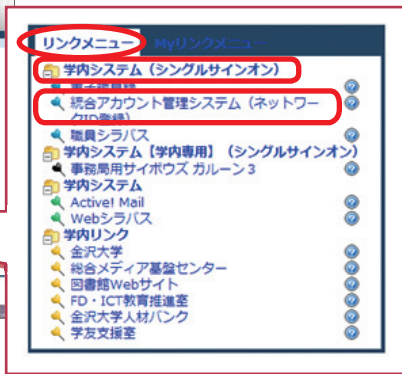 リンクメニュー Myリンクメニュー
学内システム(シングルサインオン)
統合アカウント管理システム(ネットワー
クID登録)
職員シラバス
学内システム【学内専用】(シングルサインオン)
事務局用サイボウズ ガルーン3
学内システム
Active! Mail
Webシラバス
学内リンク
金沢大学
総合メディア基盤センター
図書館Webサイト
FD・ICT教育推進室
金沢大学人材バンク
学友支援室